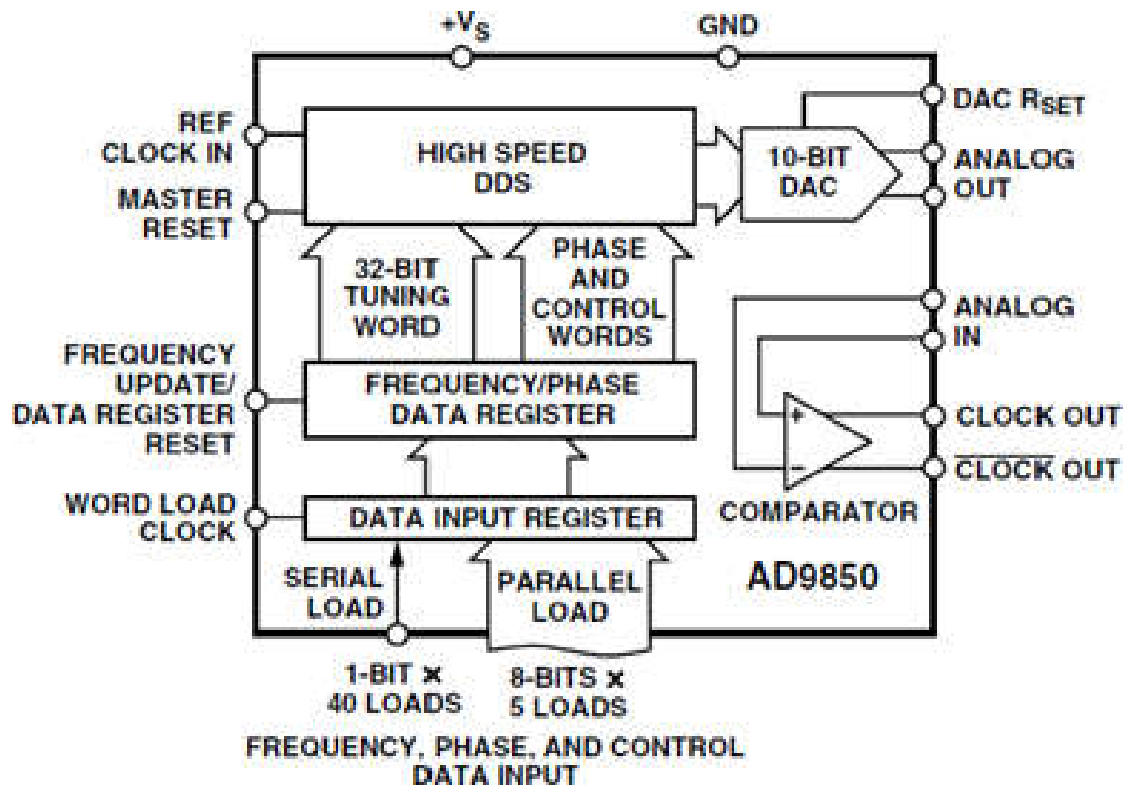 +VS
GND
REF
CLOCK IN
MASTER
RESET
FREQUENCY
UPDATE/
DATA REGISTER
RESET
WORD LOAD
CLOCK
HIGH SPEED
DDS
32-BIT
TUNING
WORD
PHASE
AND
CONTROL
WORDS
FREQUENCY/PHASE
DATA REGISTER
DATA INPUT REGISTER
SERIAL
LOAD
PARALLEL
LOAD
10-BIT
DAC
DAC RSET
ANALOG
OUT
ANALOG
IN
+
−
CLOCK OUT
CLOCK OUT
COMPARATOR
AD9850
1-BIT ×
40 LOADS
8-BITS ×
5 LOADS
FREQUENCY, PHASE, AND CONTROL
DATA INPUT